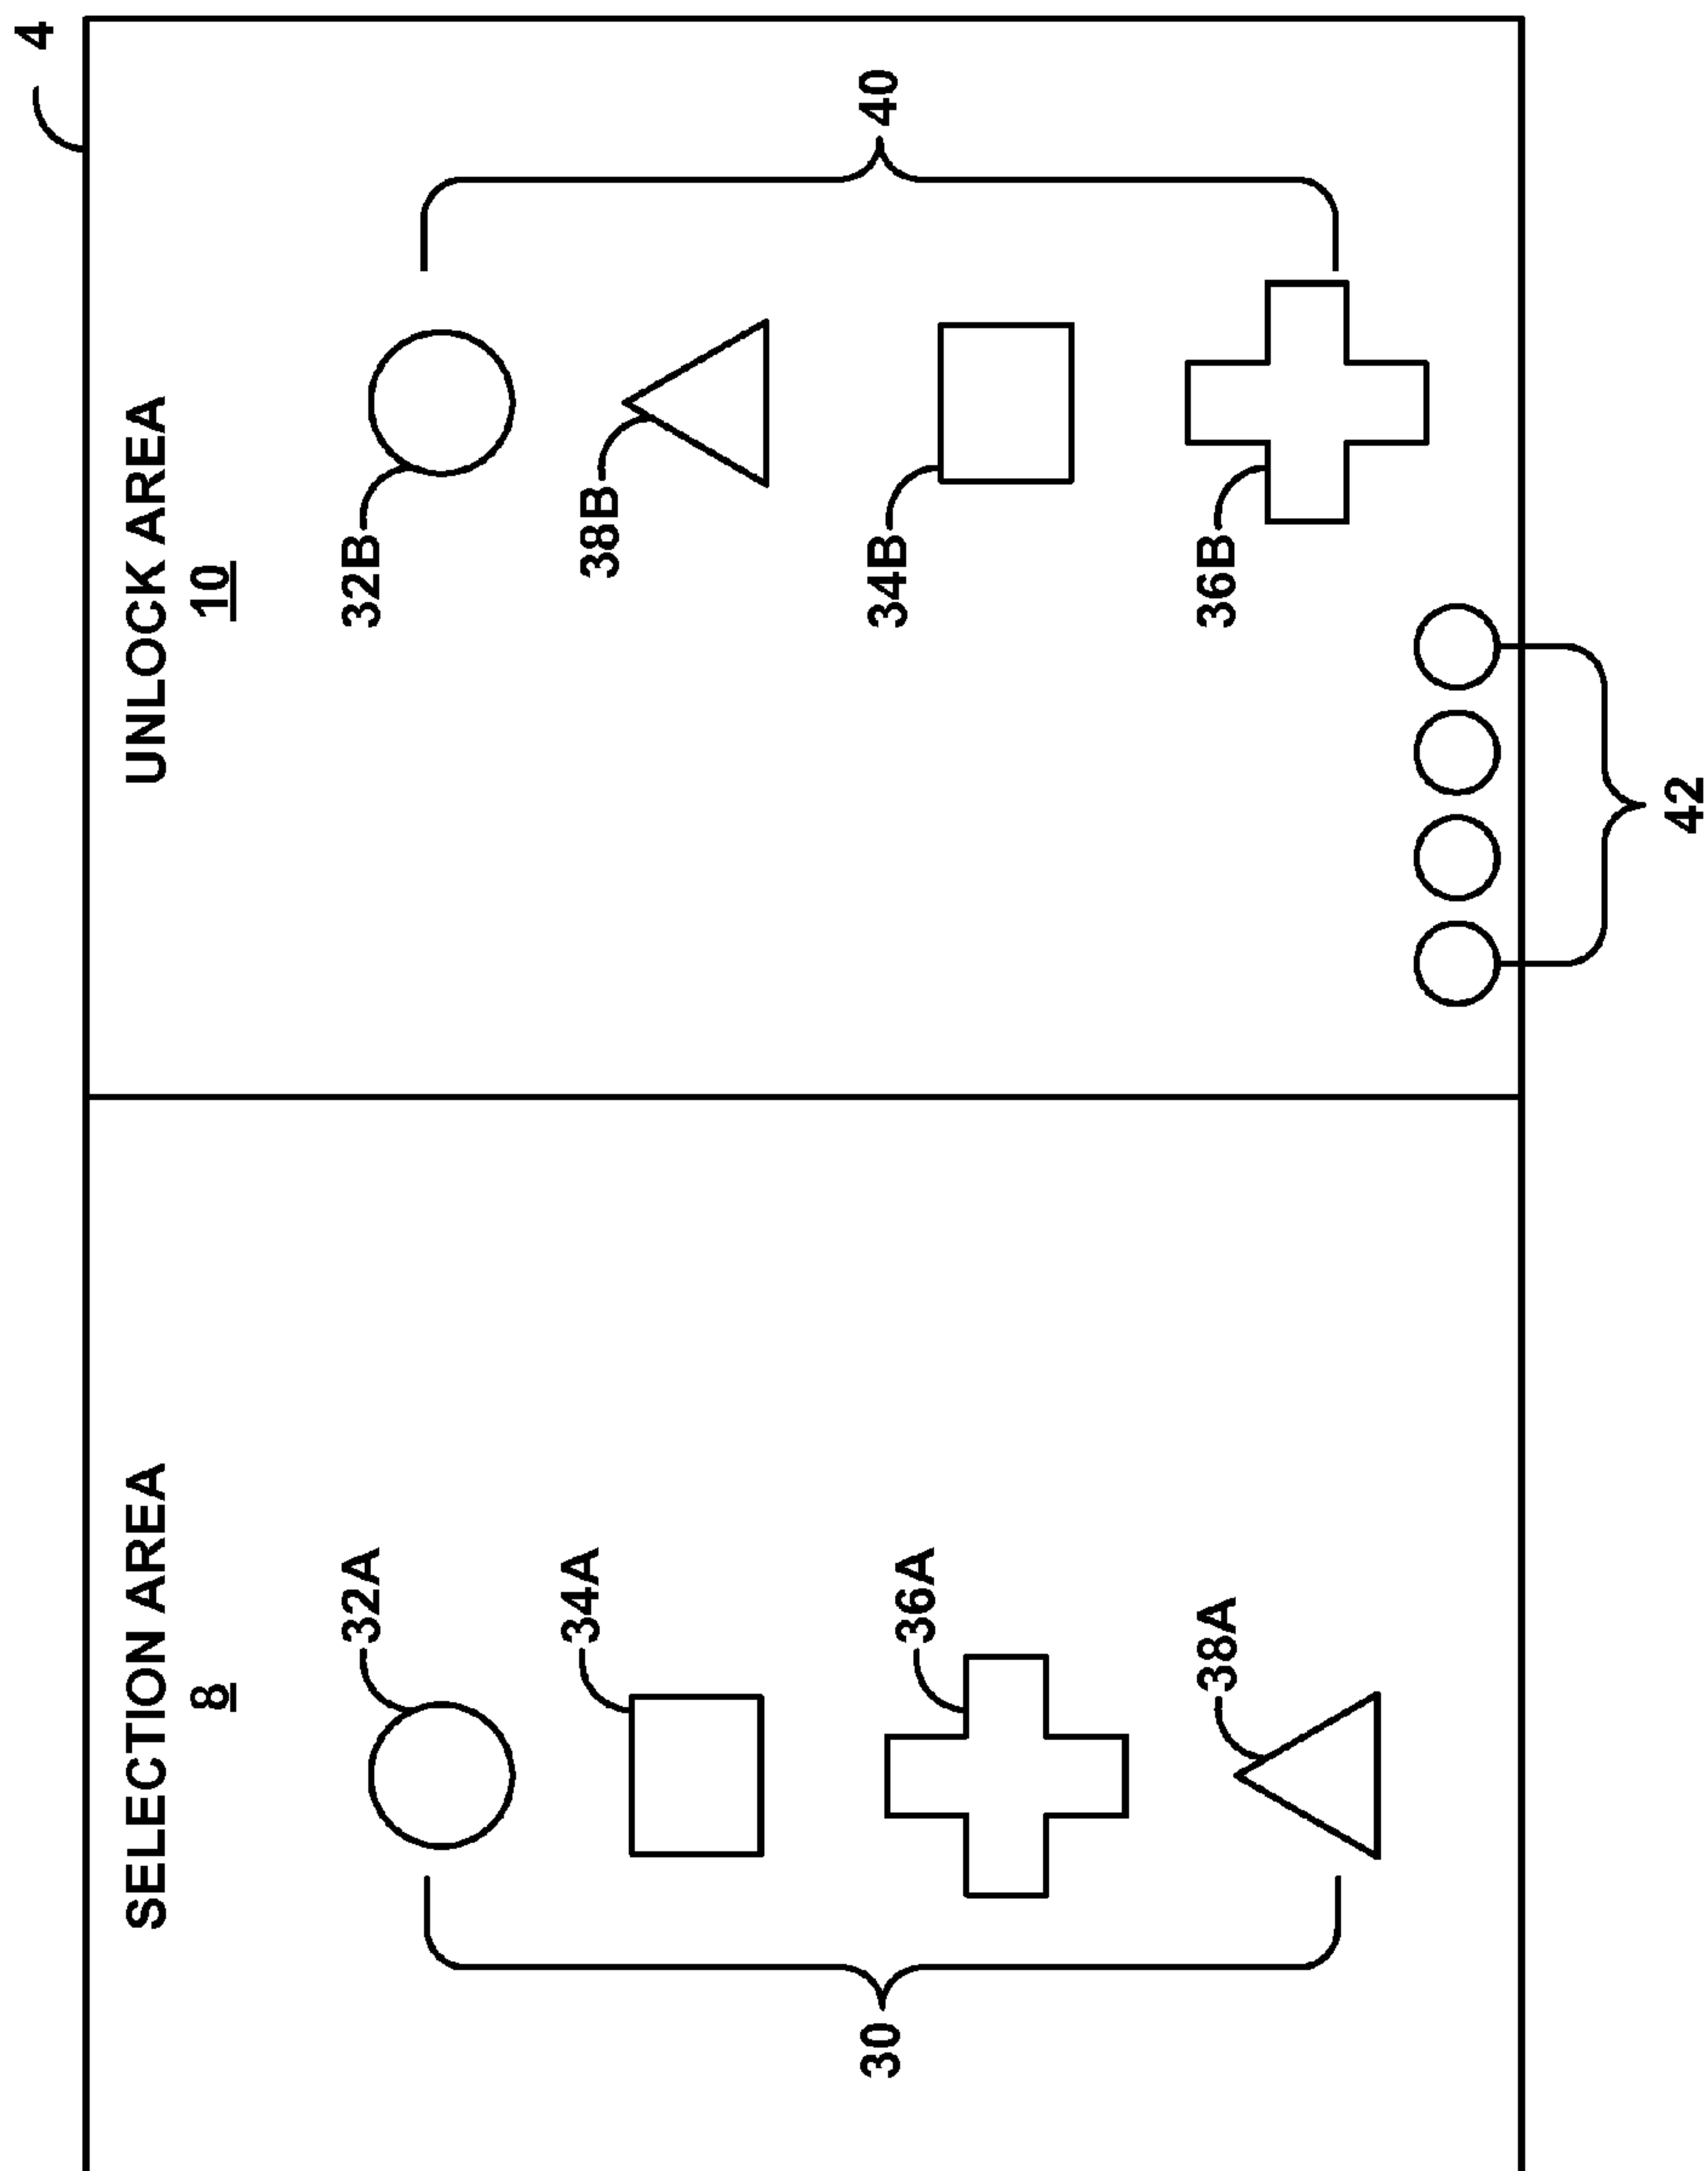 4
SELECTION AREA
8
UNLOCK AREA
10
32A
34A
36A
38A
30
32B
38B
34B
36B
40
42